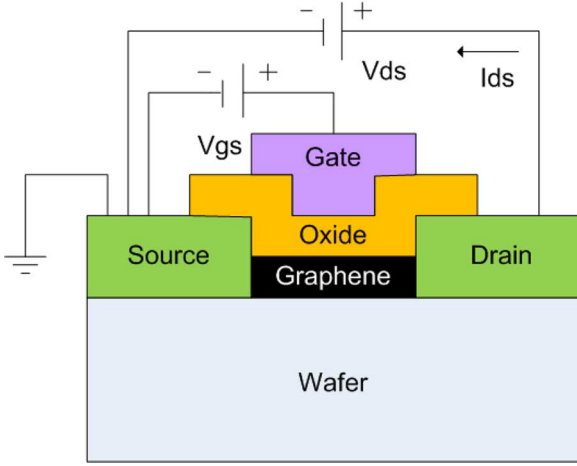 - +
Vds
Ids
- +
Vgs
Gate
Oxide
Source
Graphene
Drain
Wafer